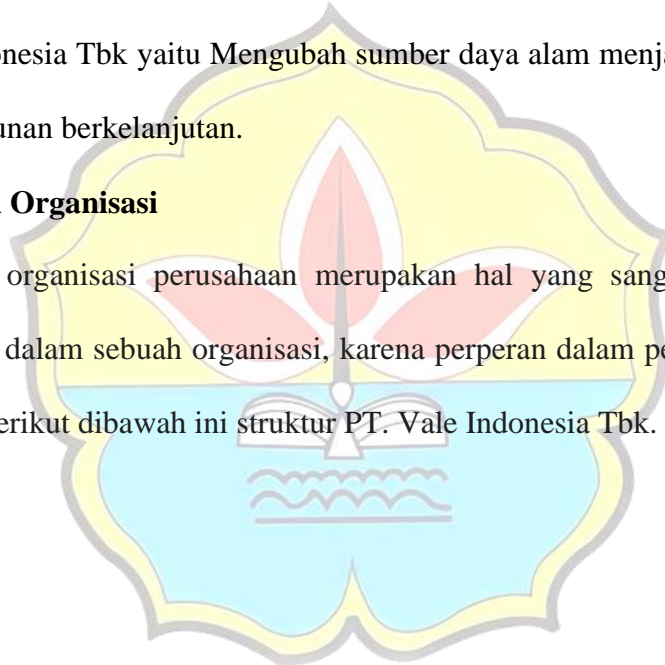 onesia Tbk yaitu Mengubah sumber daya alam menja
unan berkelanjutan.
Organisasi
organisasi perusahaan merupakan hal yang sang
dalam sebuah organisasi, karena perperan dalam pe
erikut dibawah ini struktur PT. Vale Indonesia Tbk.